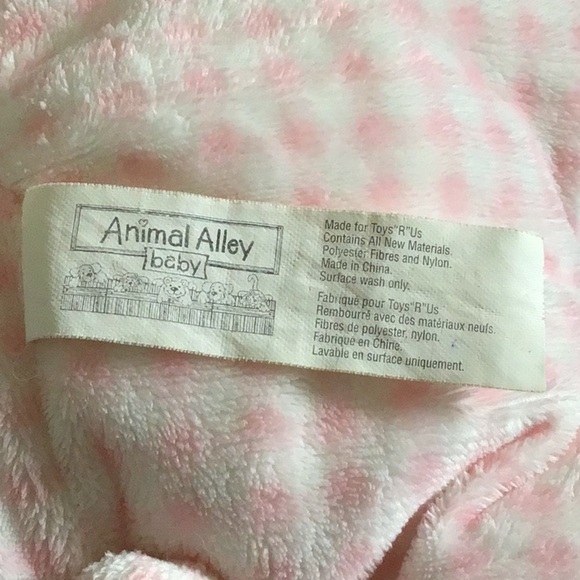 Animal Alley
baby
Made for Toys"R"Us
Contains All New Materials.
Polyester Fibres and Nylon.
Made in China.
Surface wash only.
Fabriqué pour Toys"R"Us
Rembourré avec des matériaux neufs.
Fibres de polyester, nylon.
Fabriqué en Chine.
Lavable en surface uniquement.